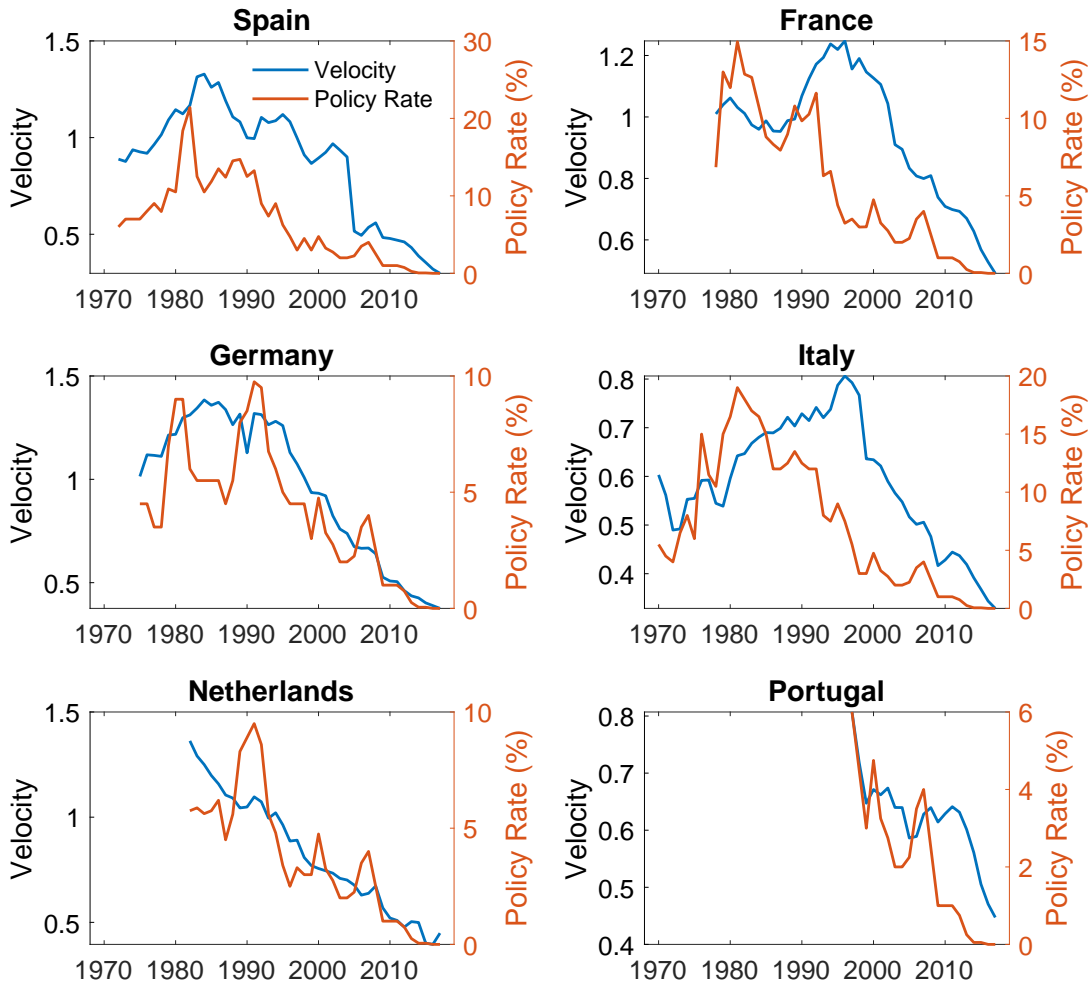 Spain
1.5
1
0.5
Velocity
30
20
10
0
Policy Rate (%)
Velocity
Policy Rate
1970 1980 1990 2000 2010
France
1.2
1
0.8
0.6
Velocity
15
10
5
0
Policy Rate (%)
1970 1980 1990 2000 2010
Germany
1.5
1
0.5
Velocity
10
5
0
Policy Rate (%)
1970 1980 1990 2000 2010
Italy
0.8
0.7
0.6
0.5
0.4
Velocity
20
15
10
5
0
Policy Rate (%)
1970 1980 1990 2000 2010
Netherlands
1.5
1
0.5
Velocity
10
5
0
Policy Rate (%)
1970 1980 1990 2000 2010
Portugal
0.8
0.7
0.6
0.5
0.4
Velocity
6
4
2
0
Policy Rate (%)
1970 1980 1990 2000 2010